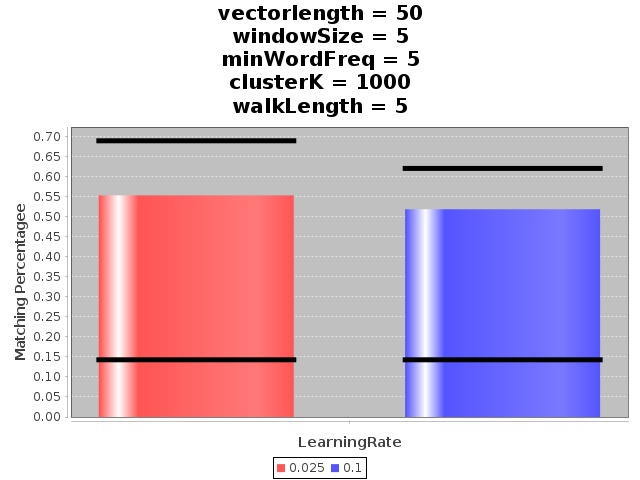 vectorlength = 50
windowSize = 5
minWordFreq = 5
clusterK = 1000
walkLength = 5
0.70
0.65
0.60
0.55
0.50
0.45
0.40
0.35
0.30
0.25
0.20
0.15
0.10
0.05
0.00
Matching Percentagee
LearningRate
0.025 0.1